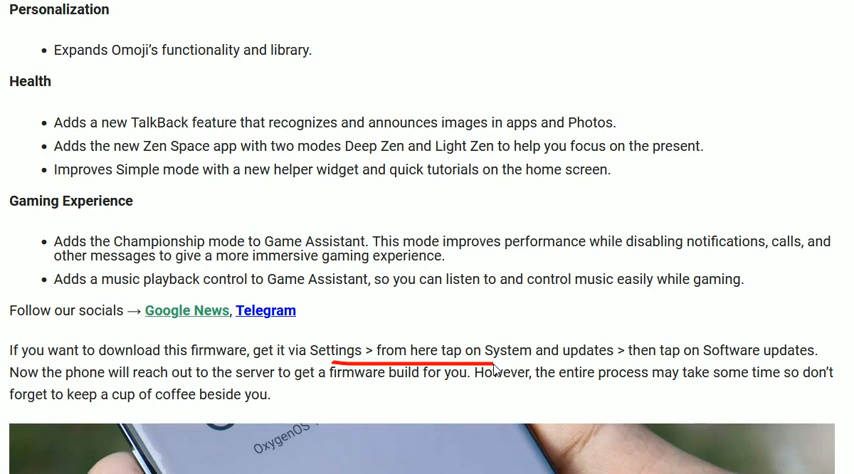 Personalization
• Expands Omoji’s functionality and library.
Health
• Adds a new TalkBack feature that recognizes and announces images in apps and Photos.
• Adds the new Zen Space app with two modes Deep Zen and Light Zen to help you focus on the present.
• Improves Simple mode with a new helper widget and quick tutorials on the home screen.
Gaming Experience
• Adds the Championship mode to Game Assistant. This mode improves performance while disabling notifications, calls, and
other messages to give a more immersive gaming experience.
• Adds a music playback control to Game Assistant, so you can listen to and control music easily while gaming.
Follow our socials → Google News, Telegram
If you want to download this firmware, get it via Settings > from here tap on System and updates > then tap on Software updates.
Now the phone will reach out to the server to get a firmware build for you. However, the entire process may take some time so don’t
forget to keep a cup of coffee beside you.
OxygenOS